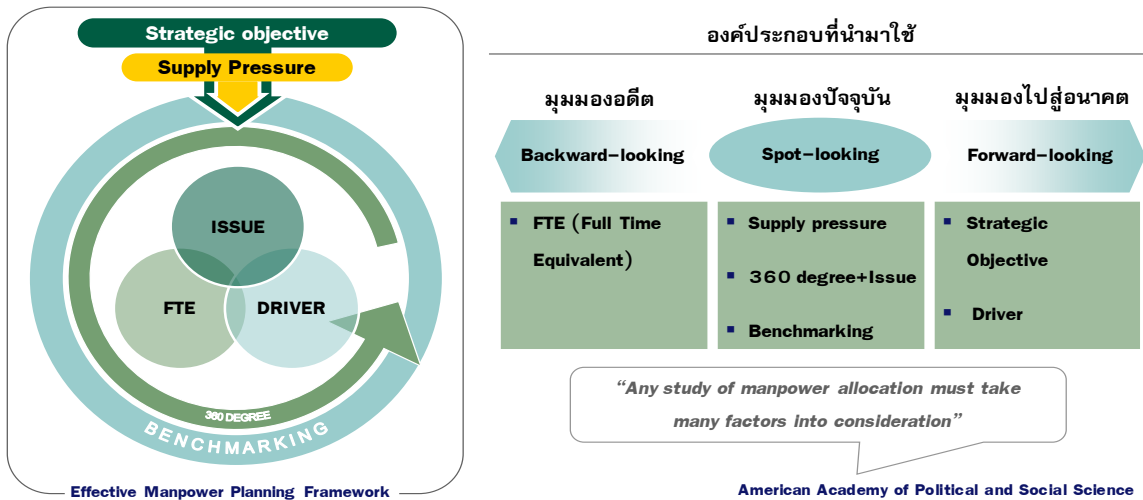 Strategic objective
Supply Pressure
ISSUE
FTE
DRIVER
360 DEGREE
BENCHMARKING
Effective Manpower Planning Framework
องค์ประกอบที่นำมาใช้
มุมมองอดีต
มุมมองปัจจุบัน
มุมมองไปสู่อนาคต
Backward-looking
Spot-looking
Forward-looking
▪ FTE (Full Time
Equivalent)
▪ Supply pressure
▪ 360 degree+Issue
▪ Benchmarking
▪ Strategic
Objective
▪ Driver
“Any study of manpower allocation must take
many factors into consideration”
American Academy of Political and Social Science